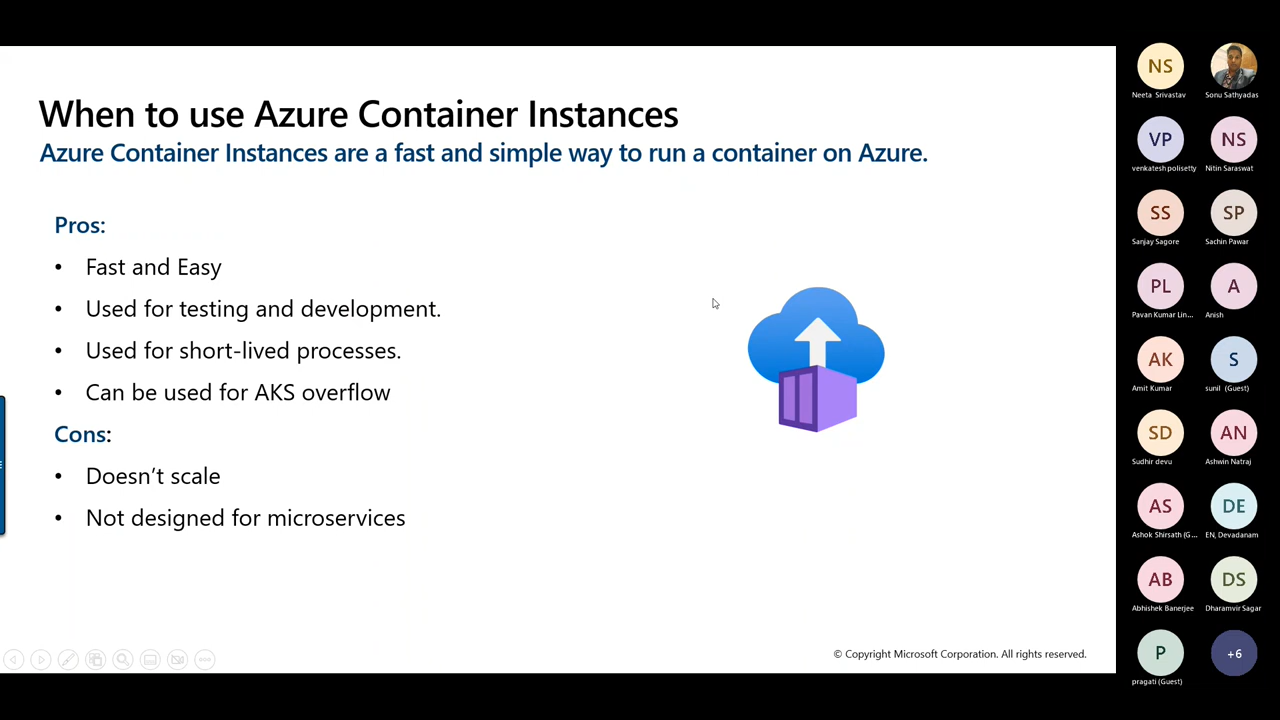 When to use Azure Container Instances
Azure Container Instances are a fast and simple way to run a container on Azure.
Pros:
• Fast and Easy
• Used for testing and development.
• Used for short-lived processes.
• Can be used for AKS overflow
Cons:
• Doesn’t scale
• Not designed for microservices
© Copyright Microsoft Corporation. All rights reserved.
NS
Neeta Srivastav
Sonu Sathyadas
VP
venkatesh polisetty
NS
Nitin Saraswat
SS
Sanjay Sagore
SP
Sachin Pawar
PL
Pavan Kumar Lin...
A
Anish
AK
Amit Kumar
S
sunil (Guest)
SD
Sudhir devu
AN
Ashwin Natraj
AS
Ashok Shirsath (G...
DE
EN, Devadanam
AB
Abhishek Banerjee
DS
Dharamvir Sagar
P
pragati (Guest)
+6